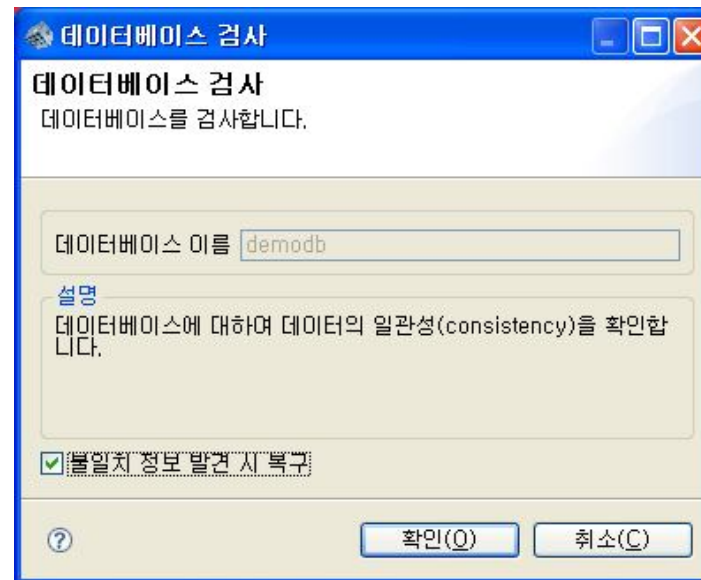 데이터베이스 검사
데이터베이스 검사
데이터베이스를 검사합니다.
데이터베이스 이름 demodb
설명
데이터베이스에 대하여 데이터의 일관성(consistency)을 확인합
니다.
불일치 정보 발견 시 복구
확인(O) 취소(C)